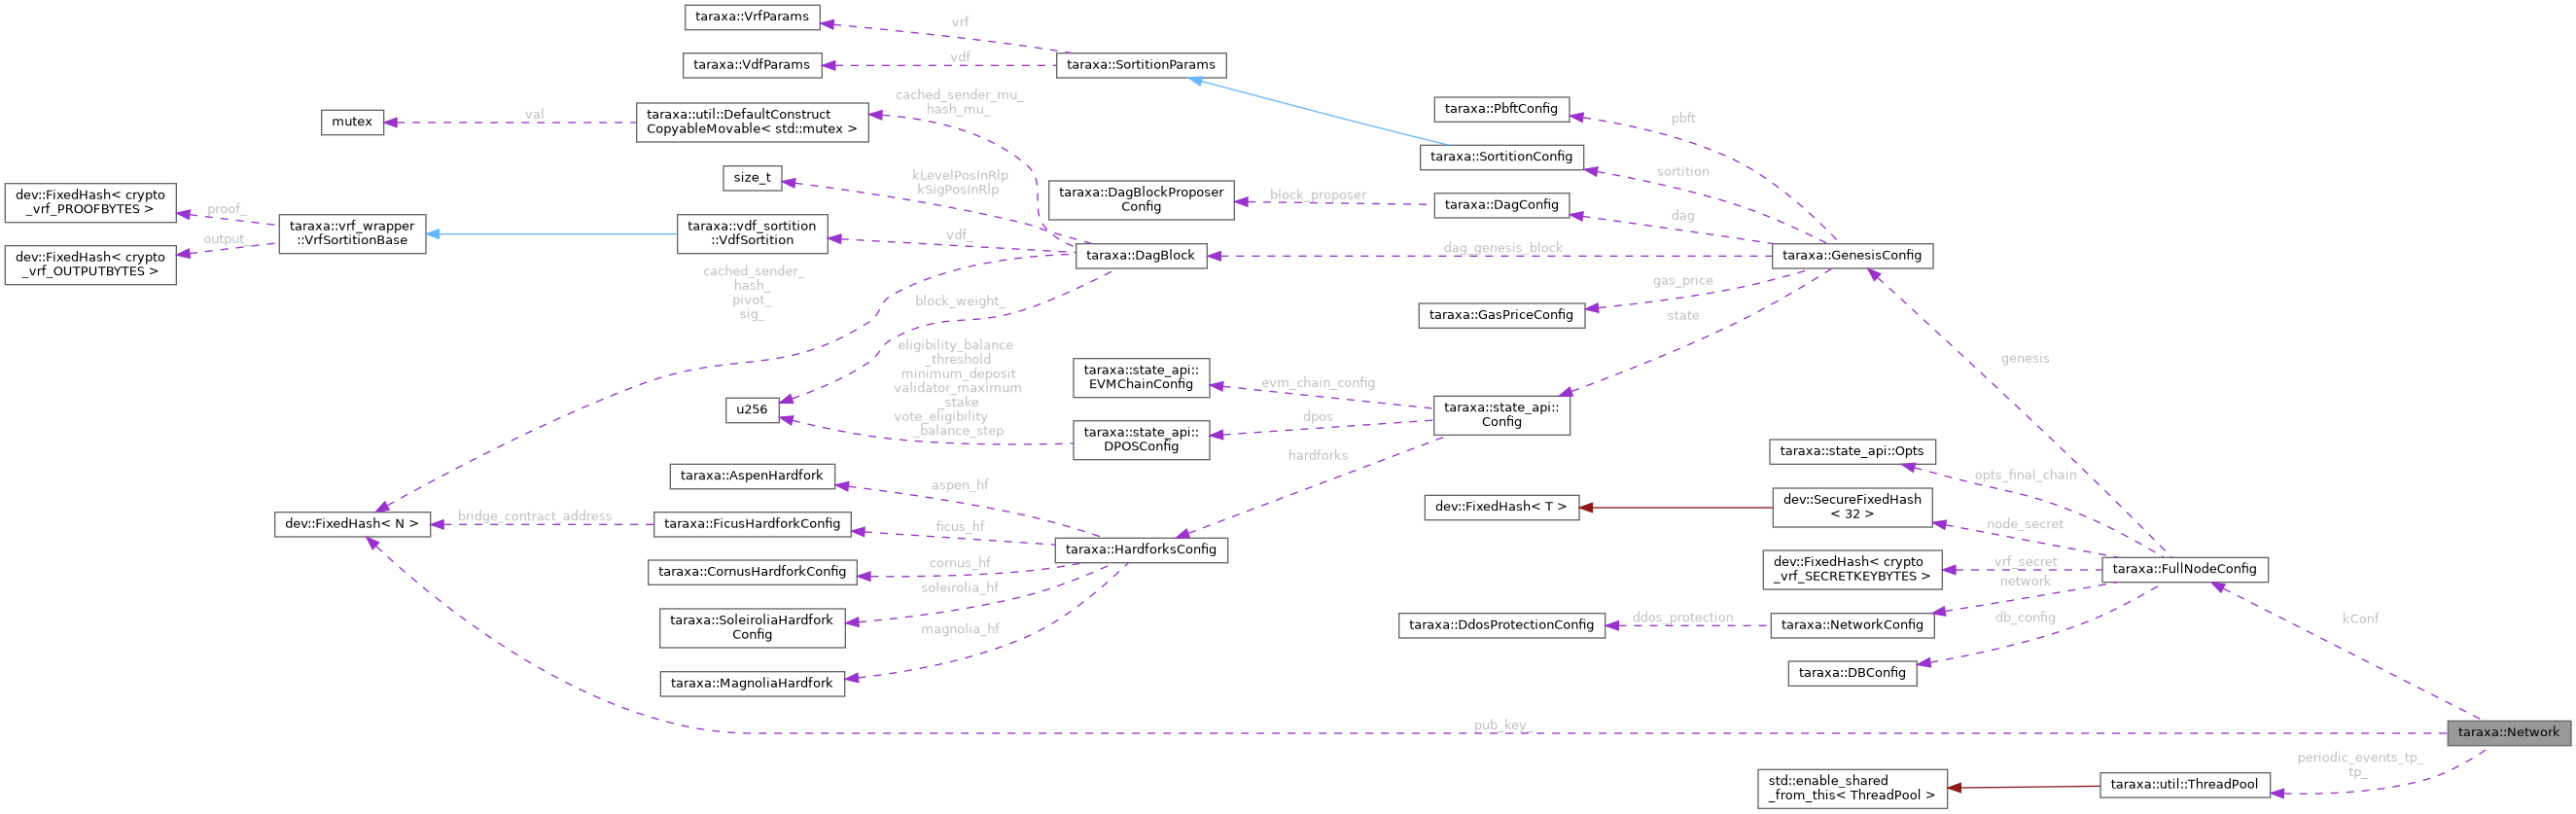 taraxa::VrfParams
vrf
taraxa::VdfParams
vdf
taraxa::SortitionParams
mutex
val
taraxa::util::DefaultConstruct
CopyableMovable< std::mutex >
cached_sender_mu_
hash_mu_
taraxa::PbftConfig
pbft
taraxa::SortitionConfig
sortition
size_t
kLevelPosInRlp
kSigPosInRlp
taraxa::DagBlockProposer
Config
block_proposer
taraxa::DagConfig
dag
dev::FixedHash< crypto
_vrf_PROOFBYTES >
proof_
dev::FixedHash< crypto
_vrf_OUTPUTBYTES >
output_
taraxa::vrf_wrapper
::VrfSortitionBase
taraxa::vdf_sortition
::VdfSortition
vdf_
taraxa::DagBlock
dag_genesis_block
taraxa::GenesisConfig
cached_sender_
hash_
pivot_
sig_
block_weight_
gas_price
taraxa::GasPriceConfig
state
eligibility_balance
_threshold
minimum_deposit
validator_maximum
_stake
vote_eligibility
_balance_step
u256
taraxa::state_api::
EVMChainConfig
evm_chain_config
taraxa::state_api::
DPOSConfig
dpos
taraxa::state_api::
Config
genesis
hardforks
taraxa::AspenHardfork
aspen_hf
taraxa::state_api::Opts
opts_final_chain
dev::FixedHash< N >
bridge_contract_address
taraxa::FicusHardforkConfig
ficus_hf
dev::FixedHash< T >
dev::SecureFixedHash
< 32 >
node_secret
taraxa::HardforksConfig
taraxa::CornusHardforkConfig
cornus_hf
dev::FixedHash< crypto
_vrf_SECRETKEYBYTES >
vrf_secret
taraxa::FullNodeConfig
soleirolia_hf
taraxa::SoleiroliaHardfork
Config
network
taraxa::DdosProtectionConfig
ddos_protection
taraxa::NetworkConfig
db_config
kConf
magnolia_hf
taraxa::MagnoliaHardfork
taraxa::DBConfig
pub_key_
taraxa::Network
periodic_events_tp_
tp_
std::enable_shared
_from_this< ThreadPool >
taraxa::util::ThreadPool